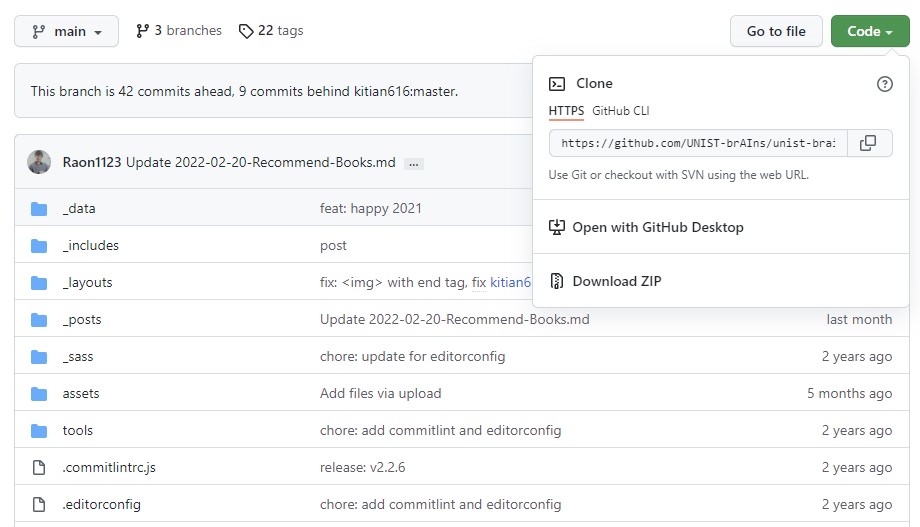 main
3 branches
22 tags
Go to file
Code
This branch is 42 commits ahead, 9 commits behind kitian616:master.
Clone
HTTPS GitHub CLI
https://github.com/UNIST-brAIns/unist-brai
Use Git or checkout with SVN using the web URL.
Open with GitHub Desktop
Download ZIP
Raon1123 Update 2022-02-20-Recommend-Books.md ...
_data feat: happy 2021
_includes post
_layouts fix: <img> with end tag, fix kitian6
_posts Update 2022-02-20-Recommend-Books.md last month
_sass chore: update for editorconfig 2 years ago
assets Add files via upload 5 months ago
tools chore: add commitlint and editorconfig 2 years ago
.commitlintrc.js release: v2.2.6 2 years ago
.editorconfig chore: add commitlint and editorconfig 2 years ago